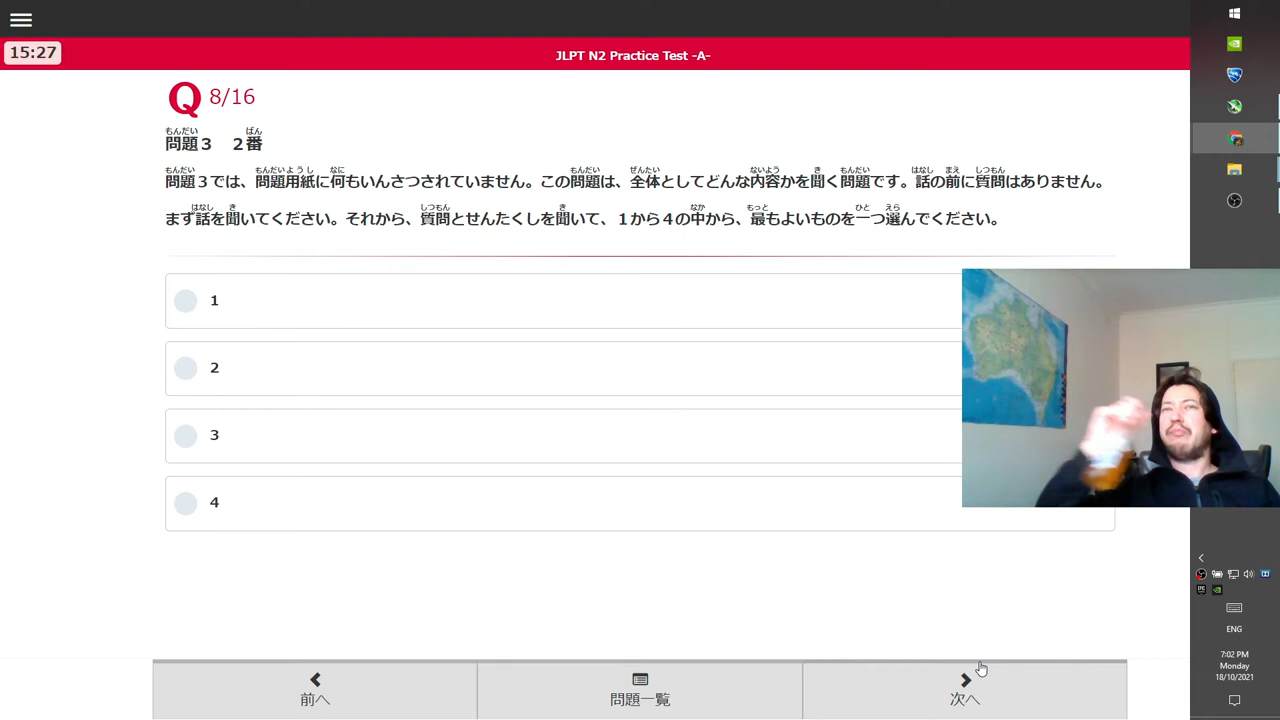 15:27
JLPT N2 Practice Test -A-
Q 8/16
問題3 2番
問題3では、問題用紙に何もいんさつされていません。この問題は、全体としてどんな内容かを聞く問題です。話の前に質問はありません。
まず話を聞いてください。それから、質問とせんたくしを聞いて、1から4の中から、最もよいものを一つ選んでください。
1
2
3
4
前へ
問題一覧
次へ
ENG
7:02 PM
Monday
18/10/2021